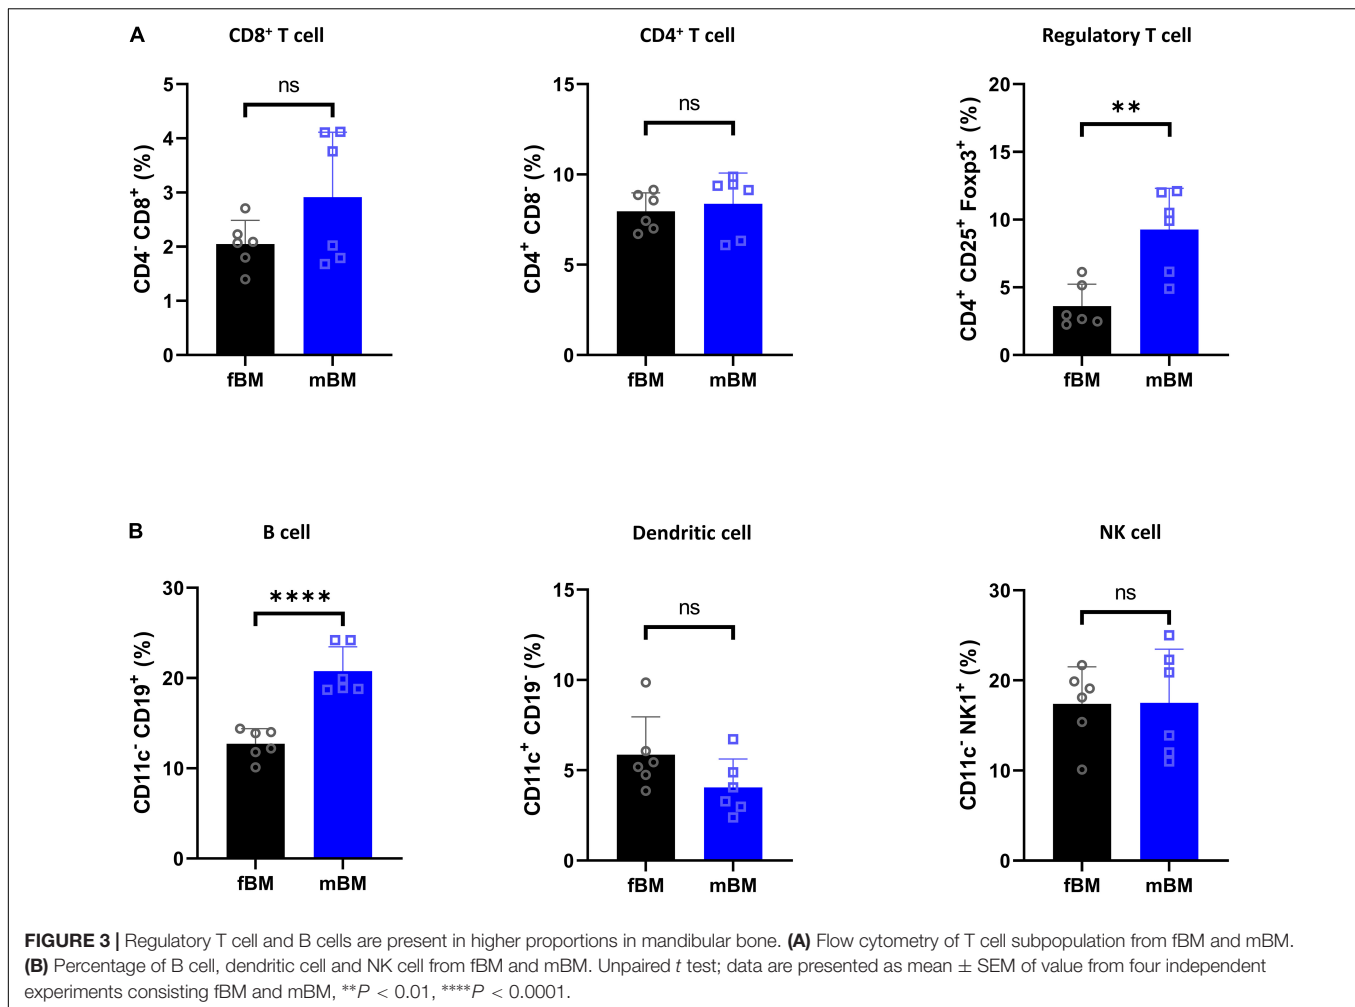 A
CD8⁺ T cell
CD4⁺ T cell
Regulatory T cell
CD4⁻ CD8⁺ (%)
5
4
3
2
1
0
ns
fBM mBM
CD4⁺ CD8⁻ (%)
15
10
5
0
ns
fBM mBM
CD4⁺ CD25⁺ Foxp3⁺ (%)
20
15
10
5
0
**
fBM mBM
B
B cell
Dendritic cell
NK cell
CD11c⁻ CD19⁺ (%)
30
20
10
0
****
fBM mBM
CD11c⁺ CD19⁻ (%)
15
10
5
0
ns
fBM mBM
CD11c⁻ NK1⁺ (%)
30
20
10
0
ns
fBM mBM
FIGURE 3 | Regulatory T cell and B cells are present in higher proportions in mandibular bone. (A) Flow cytometry of T cell subpopulation from fBM and mBM.
(B) Percentage of B cell, dendritic cell and NK cell from fBM and mBM. Unpaired t test; data are presented as mean ± SEM of value from four independent
experiments consisting fBM and mBM, **P < 0.01, ****P < 0.0001.